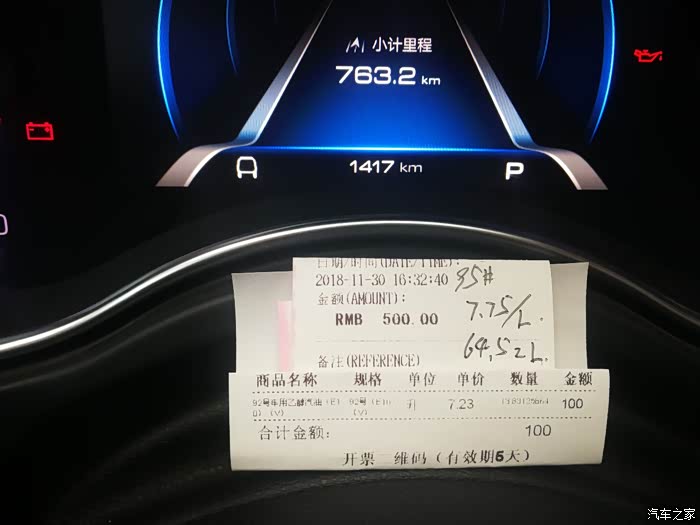 小计里程
763.2 km
1417 km
P
日期/时间(DATE/TIME):
2018-11-30 16:32:40
95#
金额(AMOUNT):
7.75/L.
RMB 500.00
64.52L.
备注(REFERENCE)
商品名称 规格 单位 单价 数量 金额
92号车用乙醇汽油(E1 92号(E10 升 7.23 100
0)(V) (V)
合计金额: 100
开票二维码(有效期5天)
汽车之家